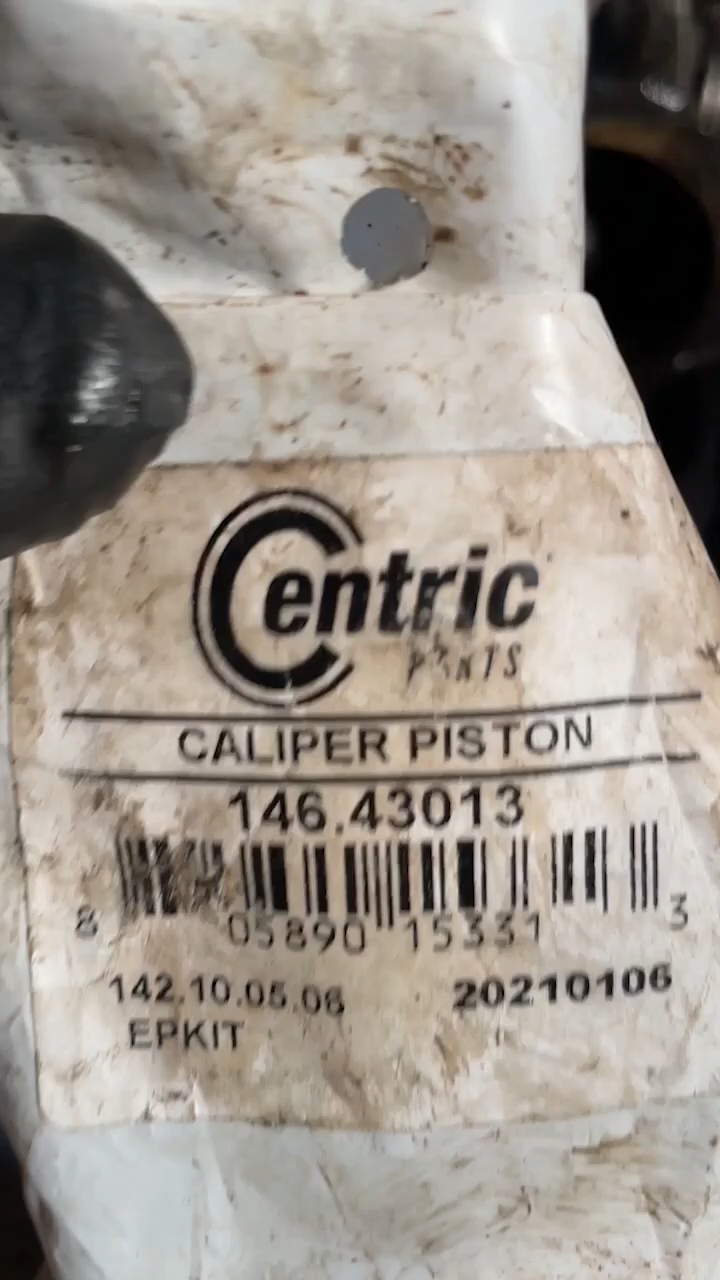 Centric
PARTS
CALIPER PISTON
146.43013
8 05890 15331 3
142.10.05.06 20210106
EPKIT